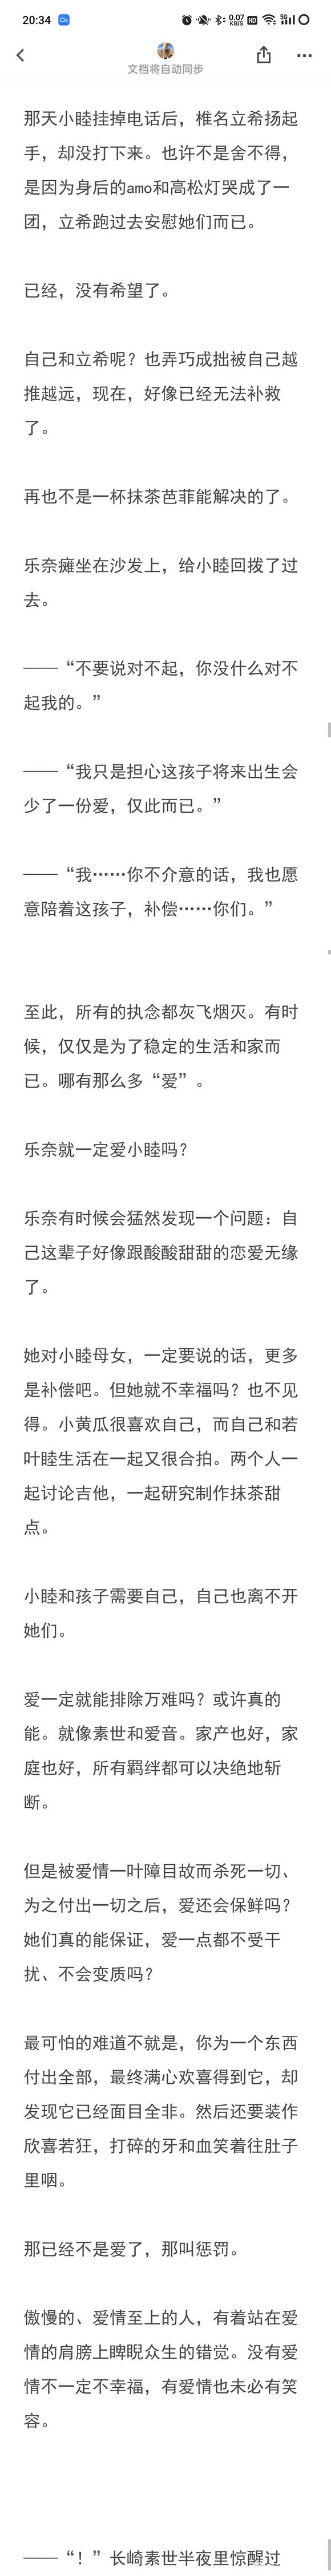 20:34
0.07
KB/S
HD
5G
文档将自动同步
那天小睦挂掉电话后，椎名立希扬起
手，却没打下来。也许不是舍不得，
是因为身后的amo和高松灯哭成了一
团，立希跑过去安慰她们而已。
已经，没有希望了。
自己和立希呢？也弄巧成拙被自己越
推越远，现在，好像已经无法补救
了。
再也不是一杯抹茶芭菲能解决的了。
乐奈瘫坐在沙发上，给小睦回拨了过
去。
——“不要说对不起，你没什么对不
起我的。”
——“我只是担心这孩子将来出生会
少了一份爱，仅此而已。”
——“我……你不介意的话，我也愿
意陪着这孩子，补偿……你们。”
至此，所有的执念都灰飞烟灭。有时
候，仅仅是为了稳定的生活和家而
已。哪有那么多“爱”。
乐奈就一定爱小睦吗？
乐奈有时候会猛然发现一个问题：自
己这辈子好像跟酸酸甜甜的恋爱无缘
了。
她对小睦母女，一定要说的话，更多
是补偿吧。但她就不幸福吗？也不见
得。小黄瓜很喜欢自己，而自己和若
叶睦生活在一起又很合拍。两个人一
起讨论吉他，一起研究制作抹茶甜
点。
小睦和孩子需要自己，自己也离不开
她们。
爱一定就能排除万难吗？或许真的
能。就像素世和爱音。家产也好，家
庭也好，所有羁绊都可以决绝地斩
断。
但是被爱情一叶障目故而杀死一切、
为之付出一切之后，爱还会保鲜吗？
她们真的能保证，爱一点都不受干
扰、不会变质吗？
最可怕的难道不就是，你为一个东西
付出全部，最终满心欢喜得到它，却
发现它已经面目全非。然后还要装作
欣喜若狂，打碎的牙和血笑着往肚子
里咽。
那已经不是爱了，那叫惩罚。
傲慢的、爱情至上的人，有着站在爱
情的肩膀上睥睨众生的错觉。没有爱
情不一定不幸福，有爱情也未必有笑
容。
——“！”长崎素世半夜里惊醒过